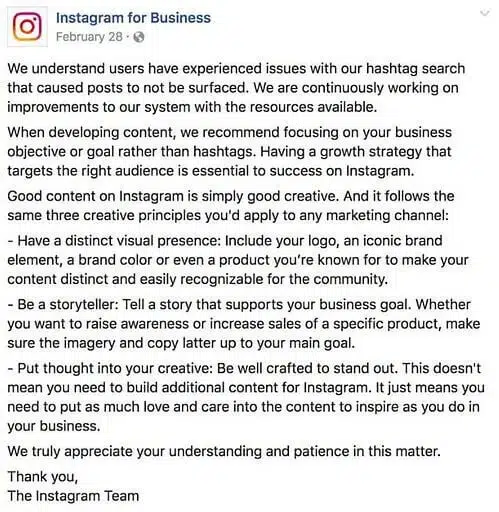 Instagram for Business
February 28 ·
We understand users have experienced issues with our hashtag search
that caused posts to not be surfaced. We are continuously working on
improvements to our system with the resources available.
When developing content, we recommend focusing on your business
objective or goal rather than hashtags. Having a growth strategy that
targets the right audience is essential to success on Instagram.
Good content on Instagram is simply good creative. And it follows the
same three creative principles you'd apply to any marketing channel:
- Have a distinct visual presence: Include your logo, an iconic brand
element, a brand color or even a product you're known for to make your
content distinct and easily recognizable for the community.
- Be a storyteller: Tell a story that supports your business goal. Whether
you want to raise awareness or increase sales of a specific product, make
sure the imagery and copy latter up to your main goal.
- Put thought into your creative: Be well crafted to stand out. This doesn't
mean you need to build additional content for Instagram. It just means you
need to put as much love and care into the content to inspire as you do in
your business.
We truly appreciate your understanding and patience in this matter.
Thank you,
The Instagram Team